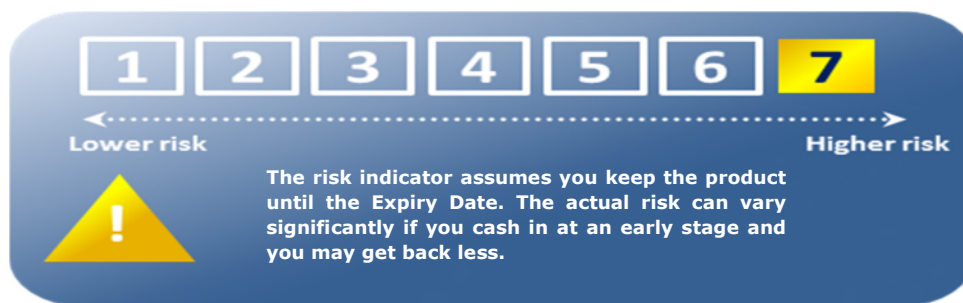 1 2 3 4 5 6 7
Lower risk Higher risk
! The risk indicator assumes you keep the product
until the Expiry Date. The actual risk can vary
significantly if you cash in at an early stage and
you may get back less.